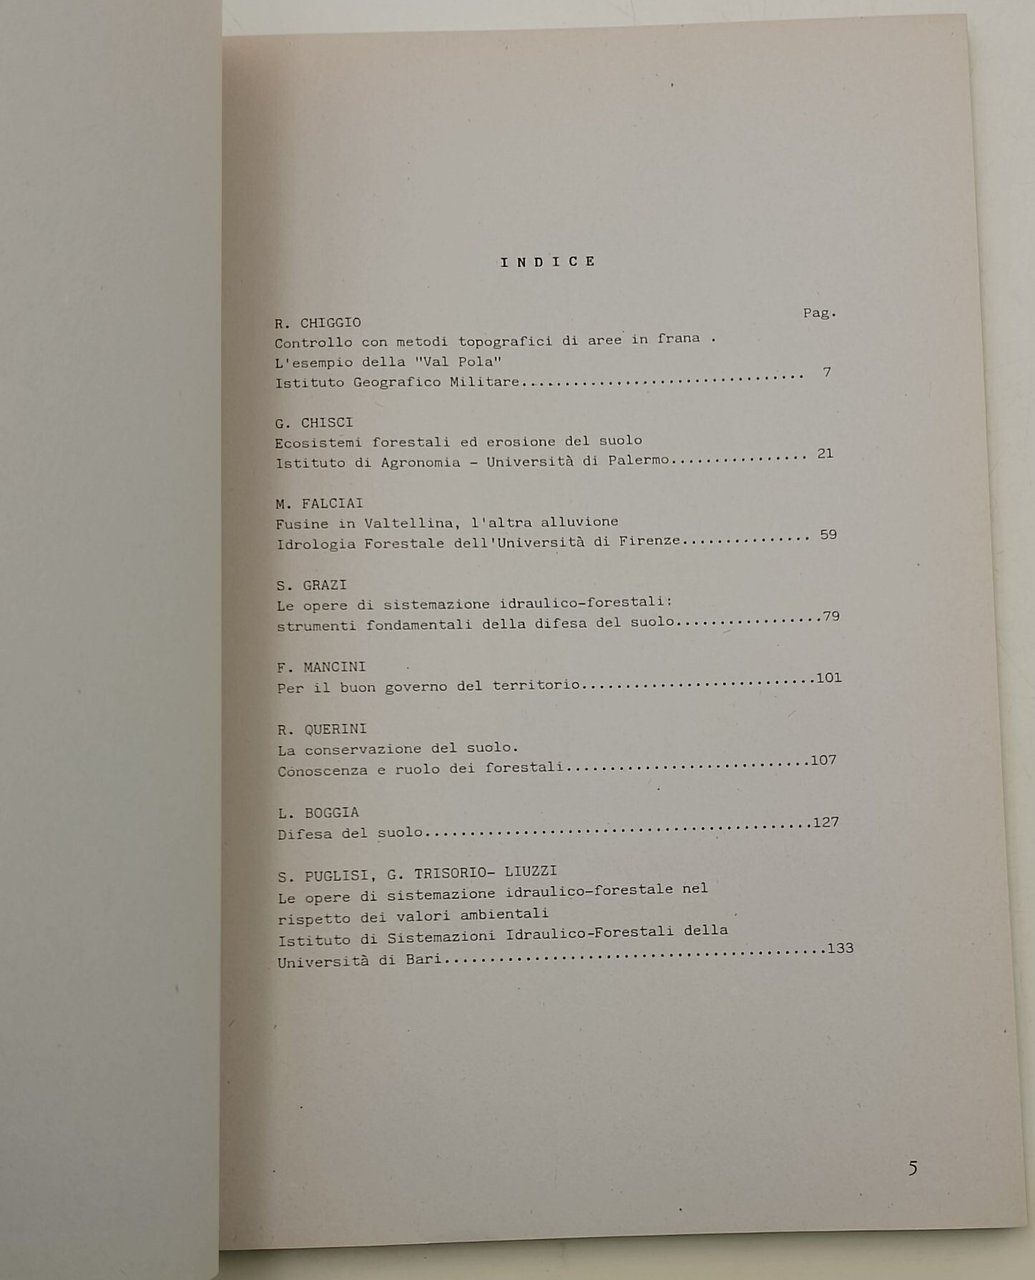 INDICE
Pag.
R. CHIGGIO
Controllo con metodi topografici di aree in frana .
L'esempio della "Val Pola"
Istituto Geografico Militare................................ 7
G. CHISCI
Ecosistemi forestali ed erosione del suolo
Istituto di Agronomia - Università di Palermo................ 21
M. FALCIAI
Fusine in Valtellina, l'altra alluvione
Idrologia Forestale dell'Università di Firenze............... 59
S. GRAZI
Le opere di sistemazione idraulico-forestali:
strumenti fondamentali della difesa del suolo.................79
F. MANCINI
Per il buon governo del territorio...........................101
R. QUERINI
La conservazione del suolo.
Conoscenza e ruolo dei forestali............................107
L. BOGGIA
Difesa del suolo............................................127
S. PUGLISI, G. TRISORIO- LIUZZI
Le opere di sistemazione idraulico-forestale nel
rispetto dei valori ambientali
Istituto di Sistemazioni Idraulico-Forestali della
Università di Bari...........................................133
5